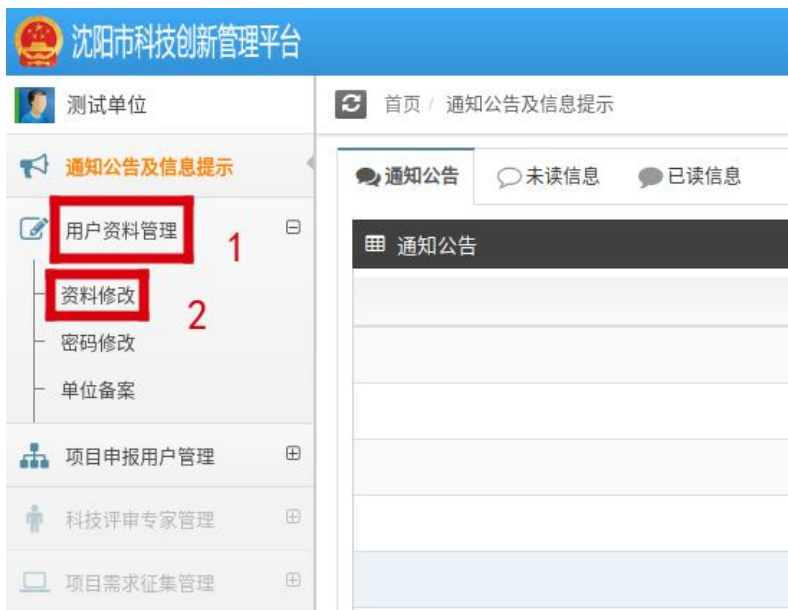 沈阳市科技创新管理平台
测试单位
首页 / 通知公告及信息提示
通知公告及信息提示
通知公告 未读信息 已读信息
用户资料管理 1
通知公告
资料修改 2
密码修改
单位备案
项目申报用户管理
科技评审专家管理
项目需求征集管理